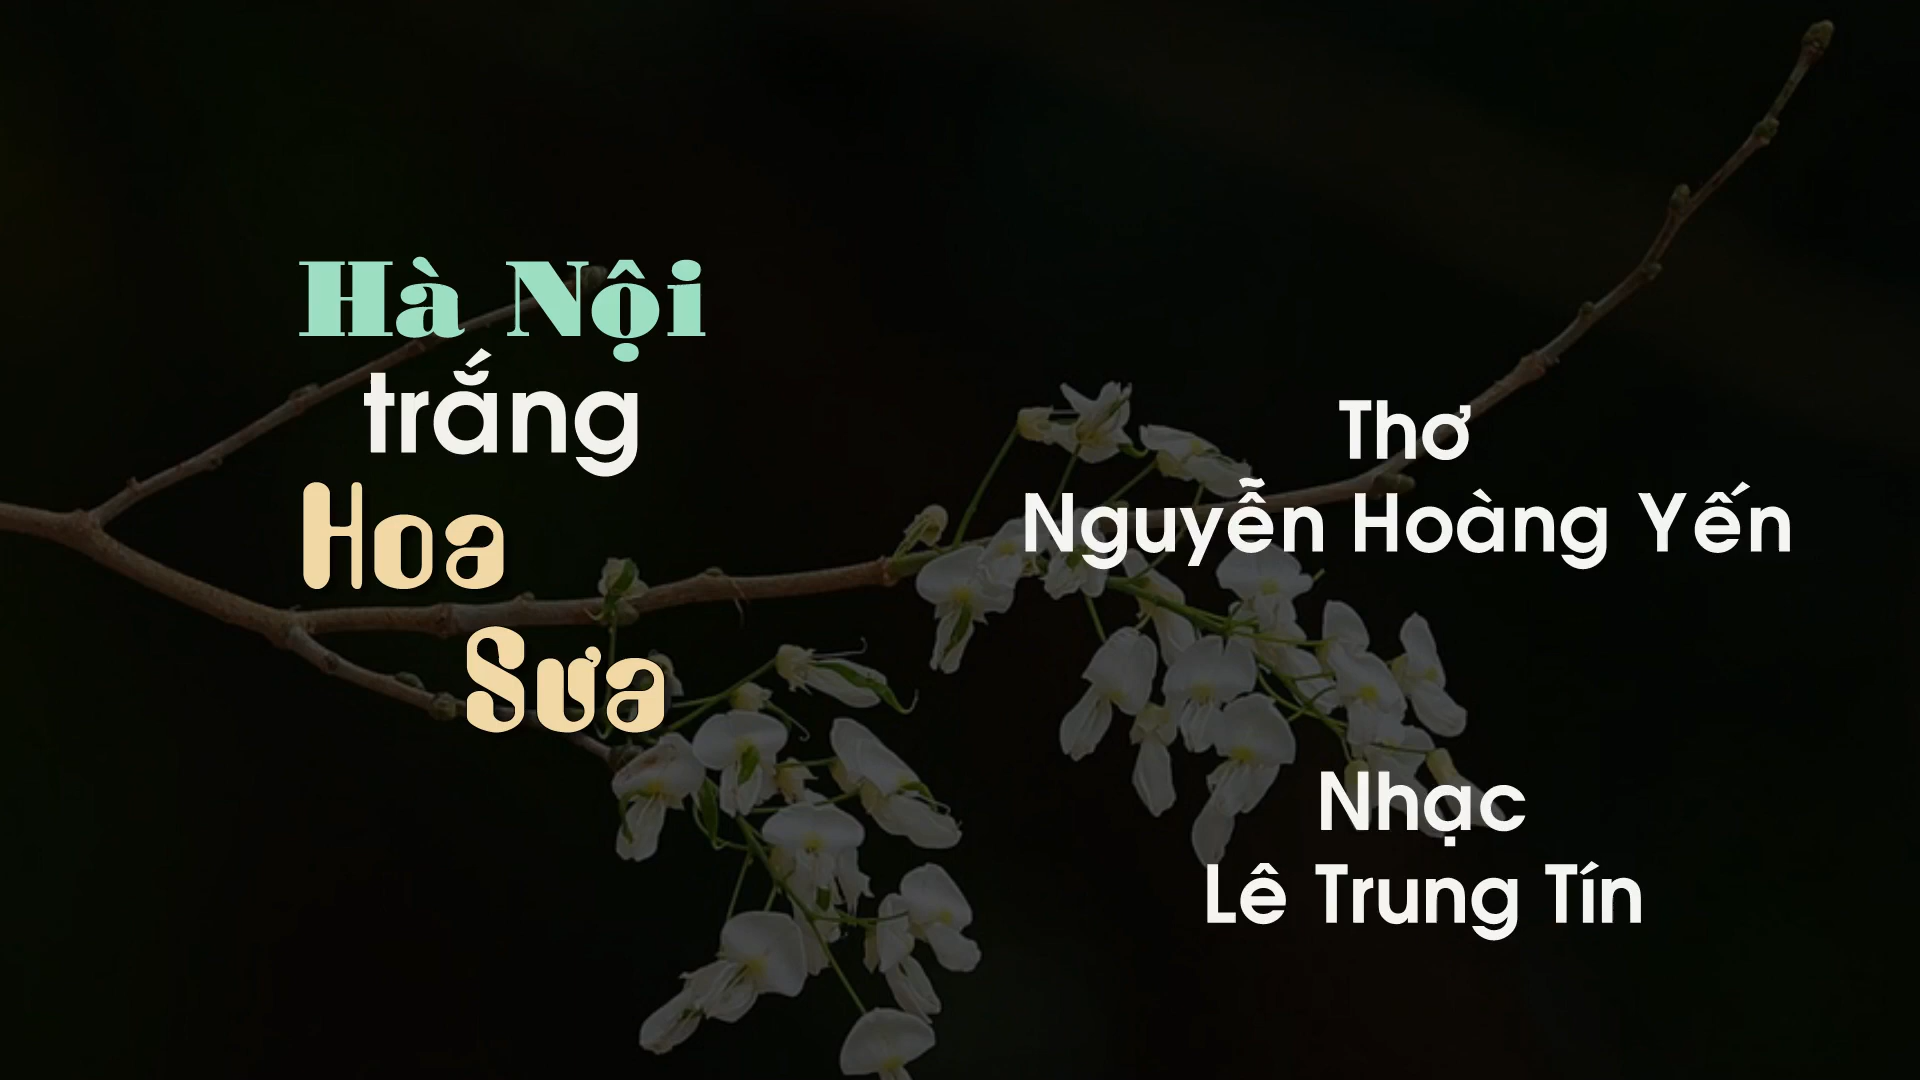 Hà Nội
trắng
Hoa
Sưa
Thơ
Nguyễn Hoàng Yến
Nhạc
Lê Trung Tín